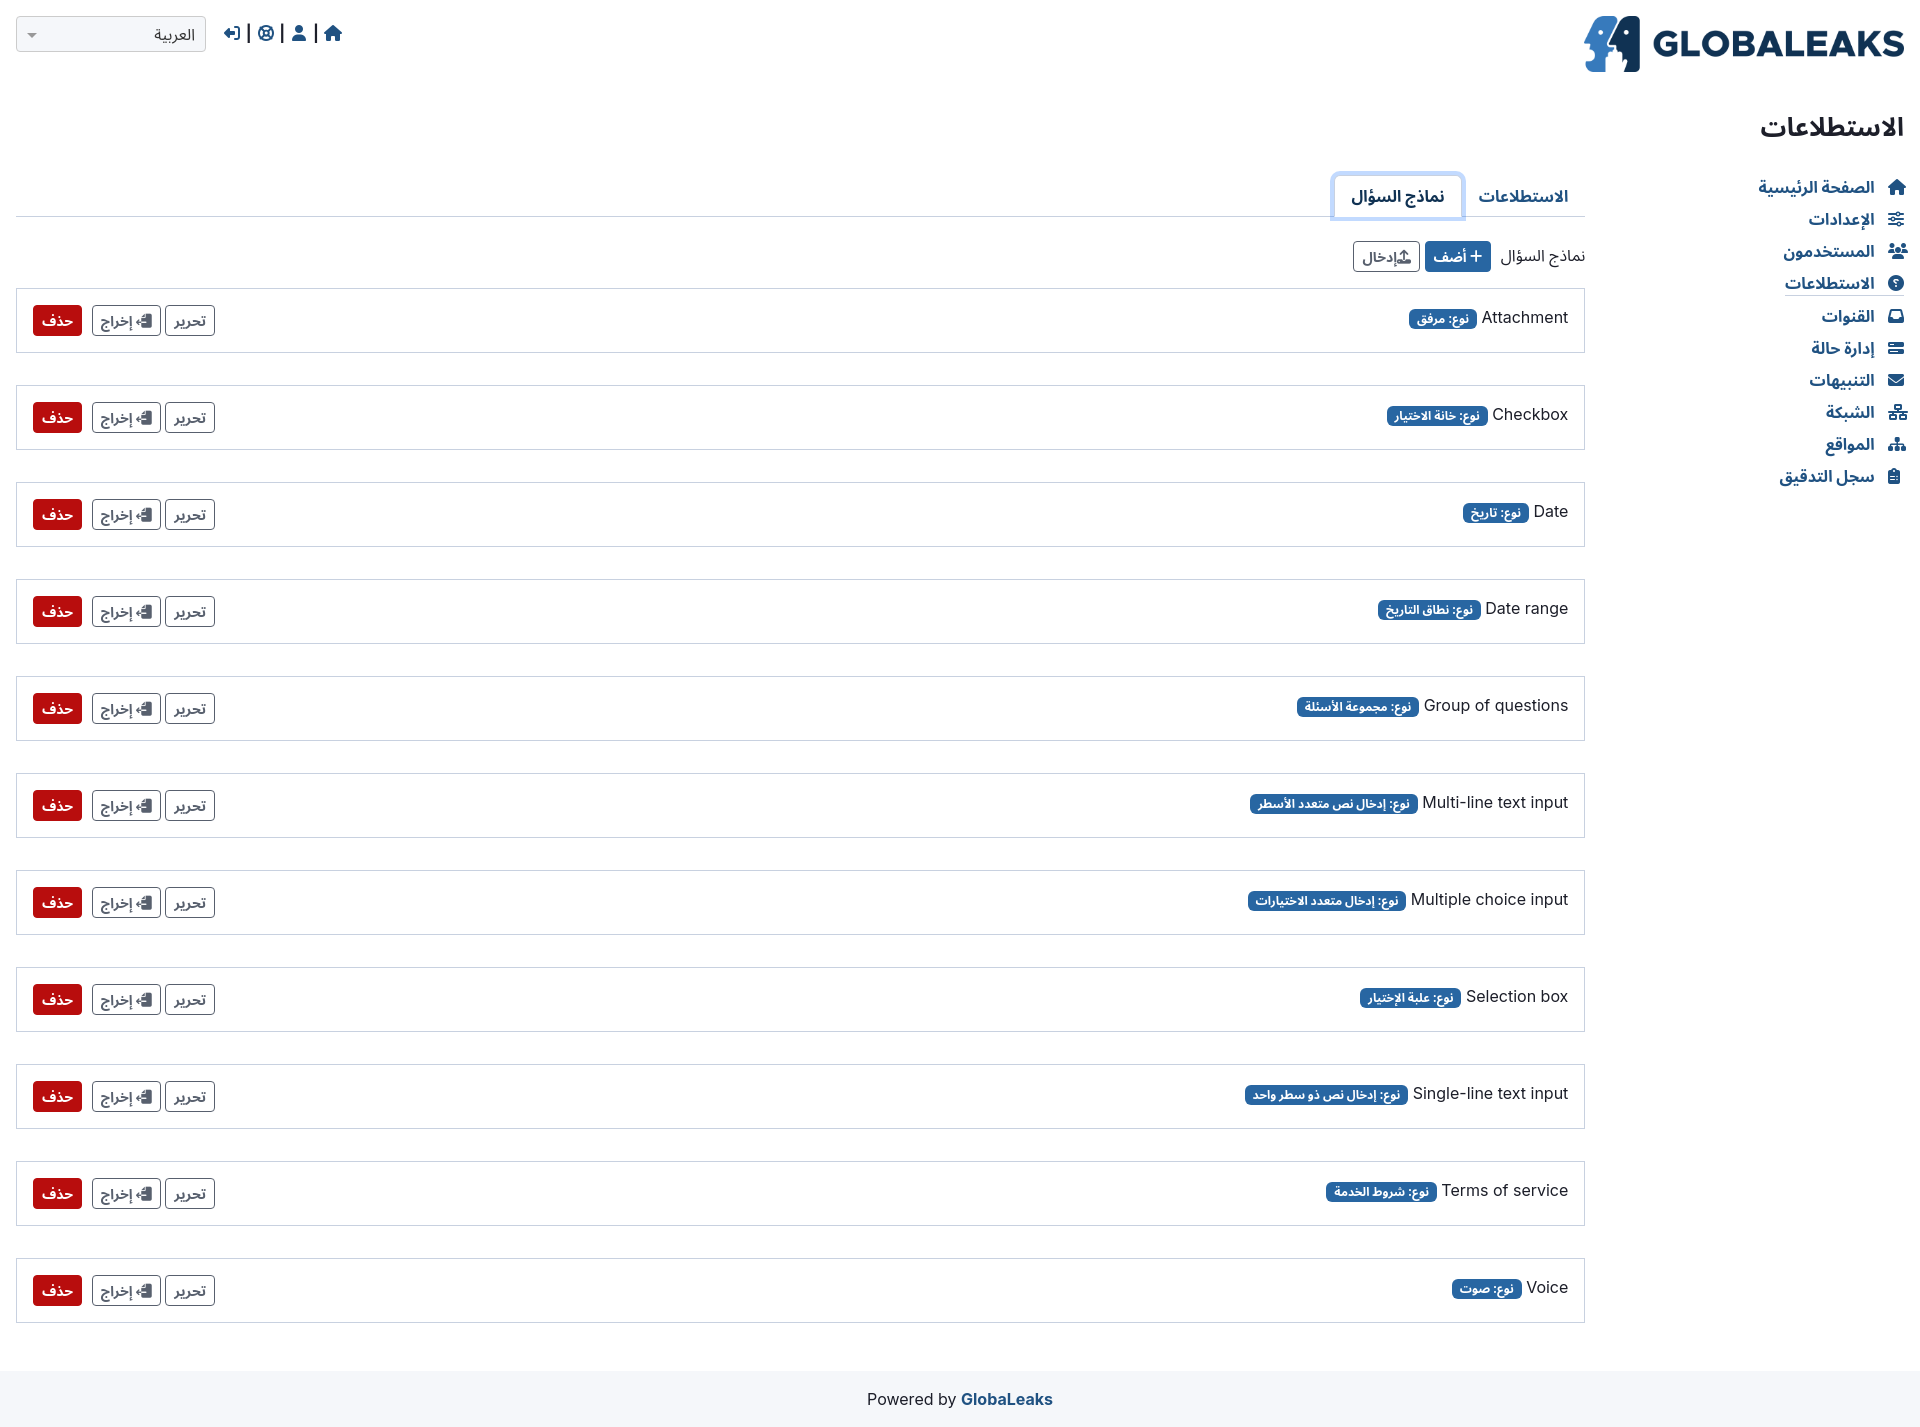 GLOBALEAKS
العربية
الاستطلاعات
الصفحة الرئيسية
الإعدادات
المستخدمون
الاستطلاعات
القنوات
إدارة حالة
التنبيهات
الشبكة
المواقع
سجل التدقيق
الاستطلاعات نماذج السؤال
نماذج السؤال أضف إدخال
Attachment نوع: مرفق تحرير إخراج حذف
Checkbox نوع: خانة الاختيار تحرير إخراج حذف
Date نوع: تاريخ تحرير إخراج حذف
Date range نوع: نطاق التاريخ تحرير إخراج حذف
Group of questions نوع: مجموعة الأسئلة تحرير إخراج حذف
Multi-line text input نوع: إدخال نص متعدد الأسطر تحرير إخراج حذف
Multiple choice input نوع: إدخال متعدد الاختيارات تحرير إخراج حذف
Selection box نوع: علبة الإختيار تحرير إخراج حذف
Single-line text input نوع: إدخال نص ذو سطر واحد تحرير إخراج حذف
Terms of service نوع: شروط الخدمة تحرير إخراج حذف
Voice نوع: صوت تحرير إخراج حذف
Powered by GlobaLeaks